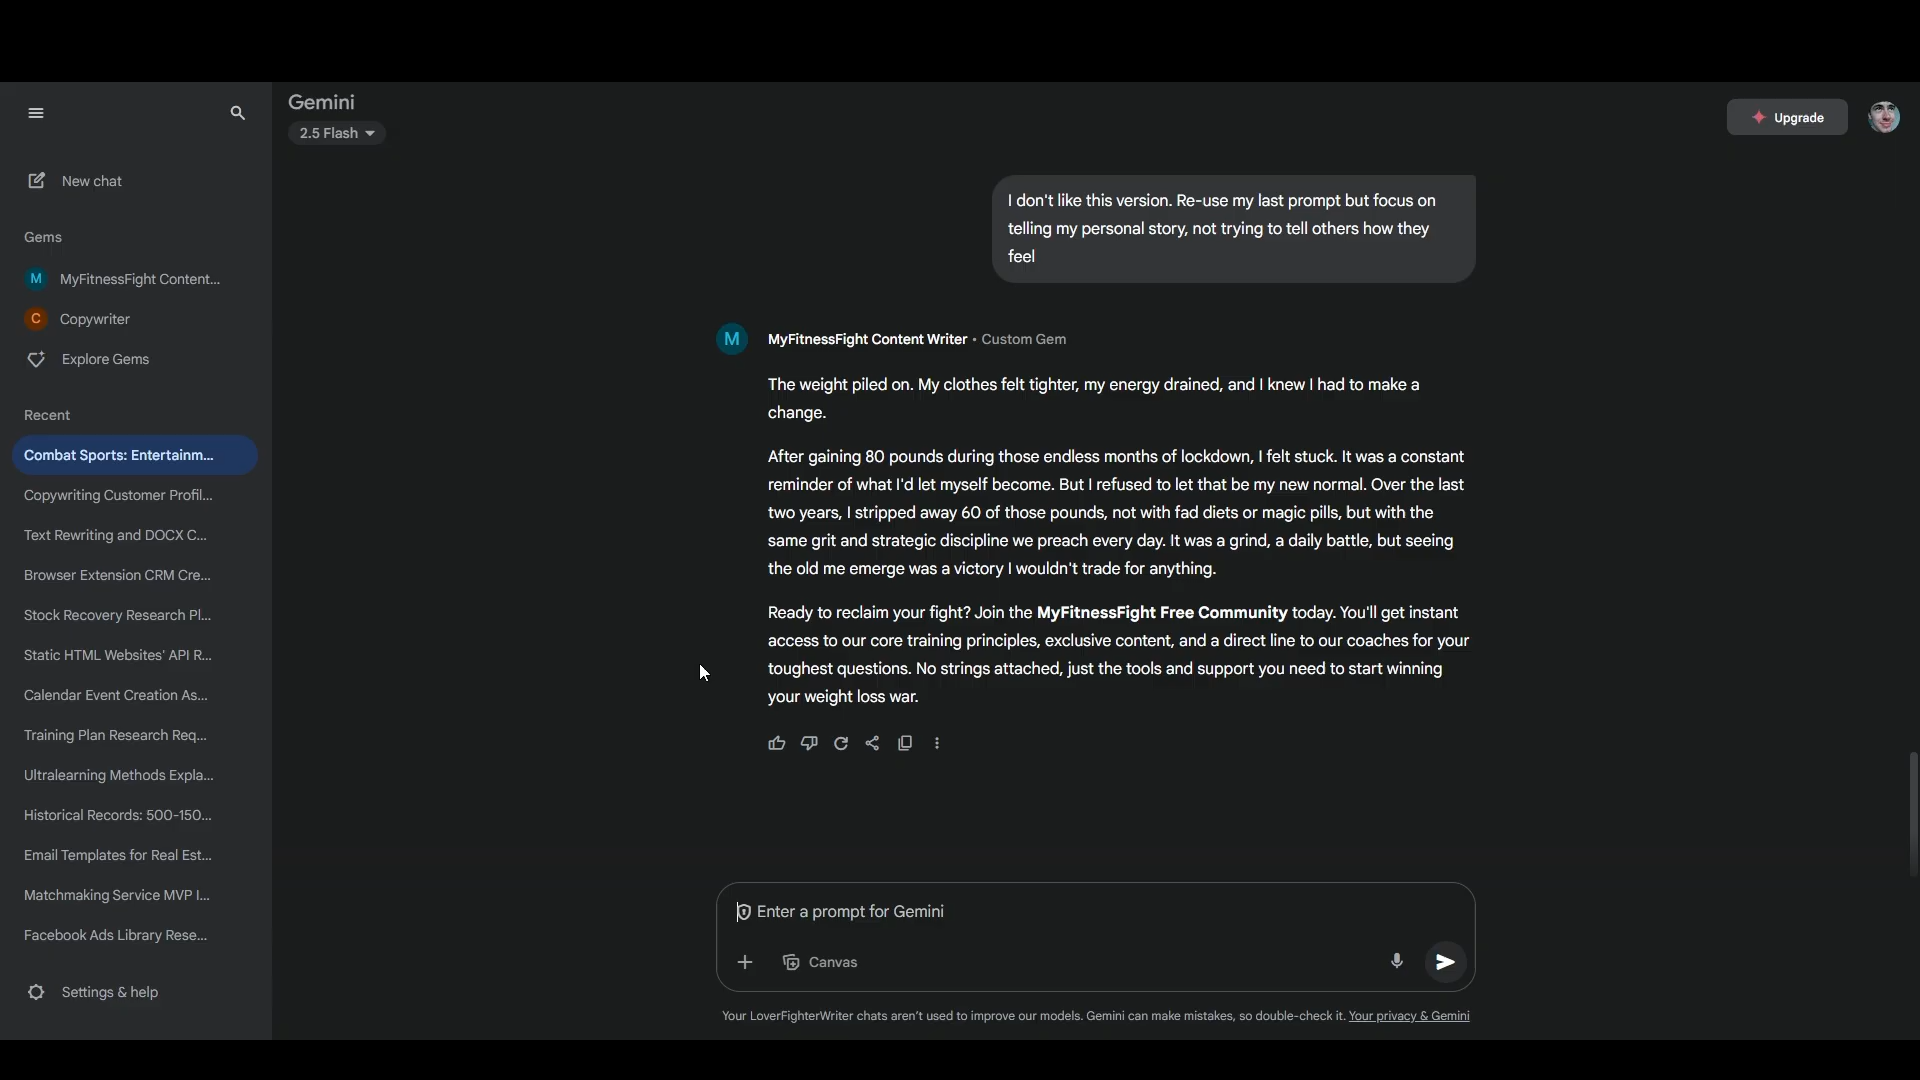 Gemini
2.5 Flash
Upgrade
New chat
Gems
M MyFitnessFight Content...
C Copywriter
Explore Gems
Recent
Combat Sports: Entertainm...
Copywriting Customer Profil...
Text Rewriting and DOCX C...
Browser Extension CRM Cre...
Stock Recovery Research Pl...
Static HTML Websites' API R...
Calendar Event Creation As...
Training Plan Research Req...
Ultralearning Methods Expla...
Historical Records: 500-150...
Email Templates for Real Est...
Matchmaking Service MVP I...
Facebook Ads Library Rese...
Settings & help
I don't like this version. Re-use my last prompt but focus on
telling my personal story, not trying to tell others how they
feel
M MyFitnessFight Content Writer • Custom Gem
The weight piled on. My clothes felt tighter, my energy drained, and I knew I had to make a
change.
After gaining 80 pounds during those endless months of lockdown, I felt stuck. It was a constant
reminder of what I'd let myself become. But I refused to let that be my new normal. Over the last
two years, I stripped away 60 of those pounds, not with fad diets or magic pills, but with the
same grit and strategic discipline we preach every day. It was a grind, a daily battle, but seeing
the old me emerge was a victory I wouldn't trade for anything.
Ready to reclaim your fight? Join the MyFitnessFight Free Community today. You'll get instant
access to our core training principles, exclusive content, and a direct line to our coaches for your
toughest questions. No strings attached, just the tools and support you need to start winning
your weight loss war.
Enter a prompt for Gemini
Canvas
Your LoverFighterWriter chats aren't used to improve our models. Gemini can make mistakes, so double-check it. Your privacy & Gemini